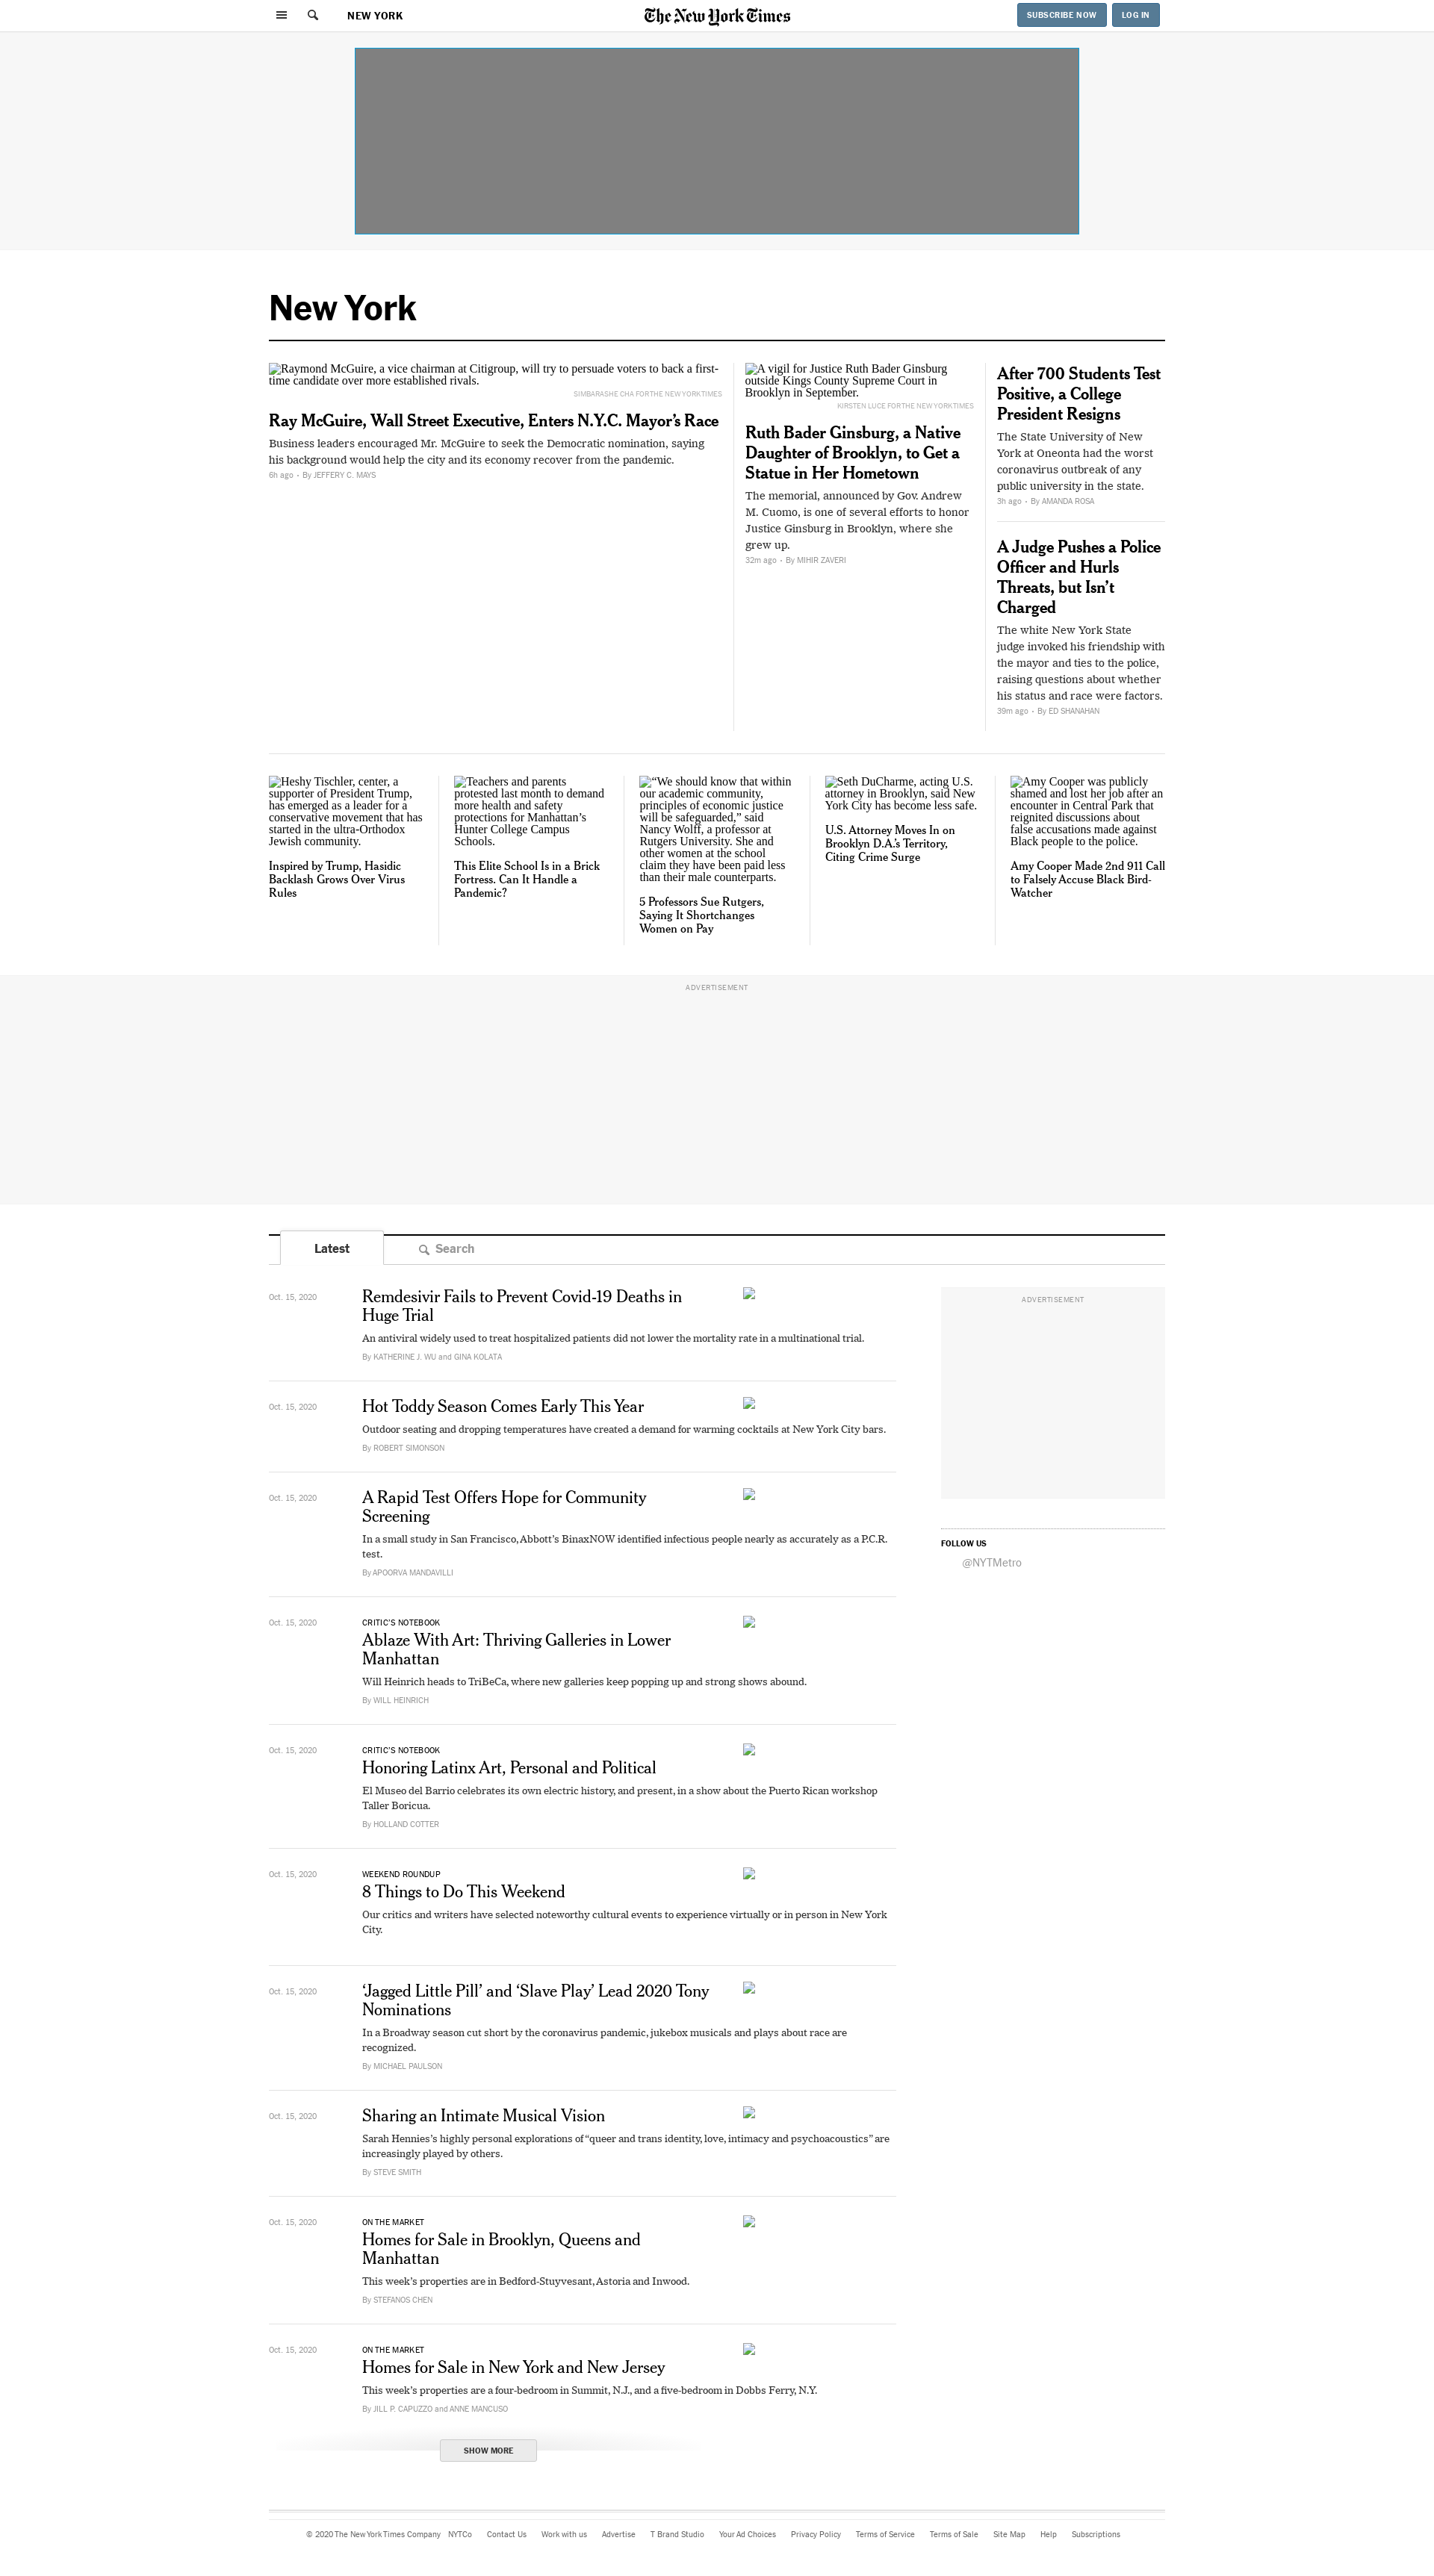 NEW YORK
The New York Times
SUBSCRIBE NOW
LOG IN
New York
Raymond McGuire, a vice chairman at Citigroup, will try to persuade voters to back a first-
time candidate over more established rivals.
SIMBARASHE CHA FOR THE NEW YORK TIMES
Ray McGuire, Wall Street Executive, Enters N.Y.C. Mayor’s Race
Business leaders encouraged Mr. McGuire to seek the Democratic nomination, saying
his background would help the city and its economy recover from the pandemic.
6h ago • By JEFFERY C. MAYS
A vigil for Justice Ruth Bader Ginsburg
outside Kings County Supreme Court in
Brooklyn in September.
KIRSTEN LUCE FOR THE NEW YORK TIMES
Ruth Bader Ginsburg, a Native
Daughter of Brooklyn, to Get a
Statue in Her Hometown
The memorial, announced by Gov. Andrew
M. Cuomo, is one of several efforts to honor
Justice Ginsburg in Brooklyn, where she
grew up.
32m ago • By MIHIR ZAVERI
After 700 Students Test
Positive, a College
President Resigns
The State University of New
York at Oneonta had the worst
coronavirus outbreak of any
public university in the state.
3h ago • By AMANDA ROSA
A Judge Pushes a Police
Officer and Hurls
Threats, but Isn’t
Charged
The white New York State
judge invoked his friendship with
the mayor and ties to the police,
raising questions about whether
his status and race were factors.
39m ago • By ED SHANAHAN
Heshy Tischler, center, a
supporter of President Trump,
has emerged as a leader for a
conservative movement that has
started in the ultra-Orthodox
Jewish community.
Inspired by Trump, Hasidic
Backlash Grows Over Virus
Rules
Teachers and parents
protested last month to demand
more health and safety
protections for Manhattan’s
Hunter College Campus
Schools.
This Elite School Is in a Brick
Fortress. Can It Handle a
Pandemic?
“We should know that within
our academic community,
principles of economic justice
will be safeguarded,” said
Nancy Wolff, a professor at
Rutgers University. She and
other women at the school
claim they have been paid less
than their male counterparts.
5 Professors Sue Rutgers,
Saying It Shortchanges
Women on Pay
Seth DuCharme, acting U.S.
attorney in Brooklyn, said New
York City has become less safe.
U.S. Attorney Moves In on
Brooklyn D.A.’s Territory,
Citing Crime Surge
Amy Cooper was publicly
shamed and lost her job after an
encounter in Central Park that
reignited discussions about
false accusations made against
Black people to the police.
Amy Cooper Made 2nd 911 Call
to Falsely Accuse Black Bird-
Watcher
ADVERTISEMENT
Latest
Search
Oct. 15, 2020
Remdesivir Fails to Prevent Covid-19 Deaths in
Huge Trial
An antiviral widely used to treat hospitalized patients did not lower the mortality rate in a multinational trial.
By KATHERINE J. WU and GINA KOLATA
Oct. 15, 2020
Hot Toddy Season Comes Early This Year
Outdoor seating and dropping temperatures have created a demand for warming cocktails at New York City bars.
By ROBERT SIMONSON
Oct. 15, 2020
A Rapid Test Offers Hope for Community
Screening
In a small study in San Francisco, Abbott’s BinaxNOW identified infectious people nearly as accurately as a P.C.R.
test.
By APOORVA MANDAVILLI
Oct. 15, 2020
CRITIC’S NOTEBOOK
Ablaze With Art: Thriving Galleries in Lower
Manhattan
Will Heinrich heads to TriBeCa, where new galleries keep popping up and strong shows abound.
By WILL HEINRICH
Oct. 15, 2020
CRITIC’S NOTEBOOK
Honoring Latinx Art, Personal and Political
El Museo del Barrio celebrates its own electric history, and present, in a show about the Puerto Rican workshop
Taller Boricua.
By HOLLAND COTTER
Oct. 15, 2020
WEEKEND ROUNDUP
8 Things to Do This Weekend
Our critics and writers have selected noteworthy cultural events to experience virtually or in person in New York
City.
Oct. 15, 2020
‘Jagged Little Pill’ and ‘Slave Play’ Lead 2020 Tony
Nominations
In a Broadway season cut short by the coronavirus pandemic, jukebox musicals and plays about race are
recognized.
By MICHAEL PAULSON
Oct. 15, 2020
Sharing an Intimate Musical Vision
Sarah Hennies’s highly personal explorations of “queer and trans identity, love, intimacy and psychoacoustics” are
increasingly played by others.
By STEVE SMITH
Oct. 15, 2020
ON THE MARKET
Homes for Sale in Brooklyn, Queens and
Manhattan
This week’s properties are in Bedford-Stuyvesant, Astoria and Inwood.
By STEFANOS CHEN
Oct. 15, 2020
ON THE MARKET
Homes for Sale in New York and New Jersey
This week’s properties are a four-bedroom in Summit, N.J., and a five-bedroom in Dobbs Ferry, N.Y.
By JILL P. CAPUZZO and ANNE MANCUSO
SHOW MORE
ADVERTISEMENT
FOLLOW US
@NYTMetro
© 2020 The New York Times Company NYTCo Contact Us Work with us Advertise T Brand Studio Your Ad Choices Privacy Policy Terms of Service Terms of Sale Site Map Help Subscriptions